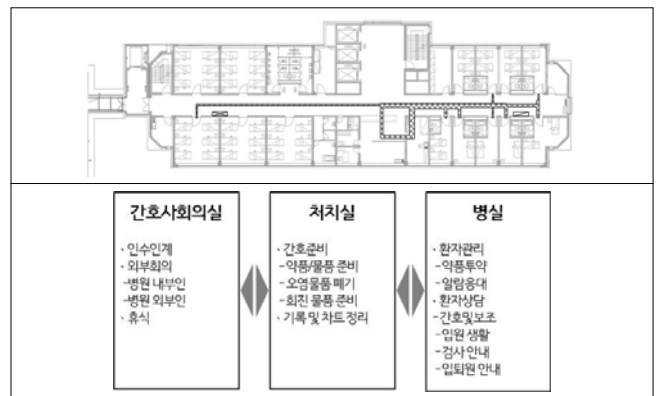 간호사회의실
· 인수인계
· 외부회의
-병원 내부인
-병원 외부인
· 휴식
처치실
· 간호준비
-약품/물품 준비
-오염물품 폐기
-회진 물품 준비
· 기록 및 차트 정리
병실
· 환자관리
-약품투약
-알람응대
· 환자상담
-간호및보조
-입원 생활
-검사 안내
-입퇴원 안내